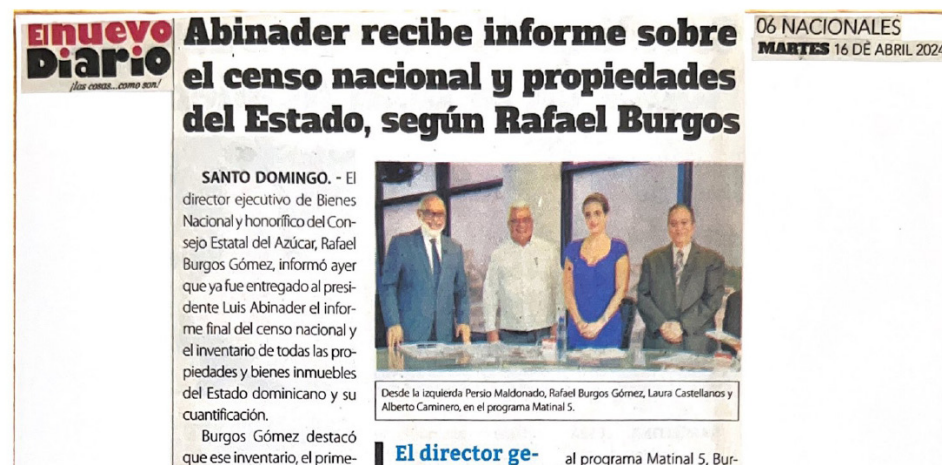 El nuevo
Diario
¡las cosas...como son!
Abinader recibe informe sobre
el censo nacional y propiedades
del Estado, según Rafael Burgos
06 NACIONALES
MARTES 16 DE ABRIL 2024
SANTO DOMINGO. - El
director ejecutivo de Bienes
Nacional y honorífico del Con-
sejo Estatal del Azúcar, Rafael
Burgos Gómez, informó ayer
que ya fue entregado al presi-
dente Luis Abinader el infor-
me final del censo nacional y
el inventario de todas las pro-
piedades y bienes inmuebles
del Estado dominicano y su
cuantificación.
Burgos Gómez destacó
que ese inventario, el prime-
Desde la izquierda Persio Maldonado, Rafael Burgos Gómez, Laura Castellanos y
Alberto Caminero, en el programa Matinal 5.
El director ge-
al programa Matinal 5, Bur-